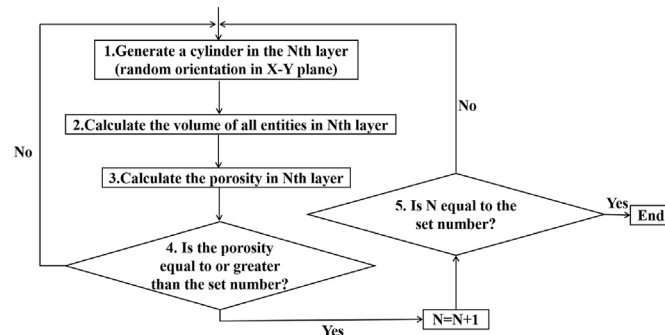 1.Generate a cylinder in the Nth layer
(random orientation in X-Y plane)
2.Calculate the volume of all entities in Nth layer
3.Calculate the porosity in Nth layer
4. Is the porosity
equal to or greater
than the set number?
No
Yes
N=N+1
5. Is N equal to the
set number?
No
Yes
End